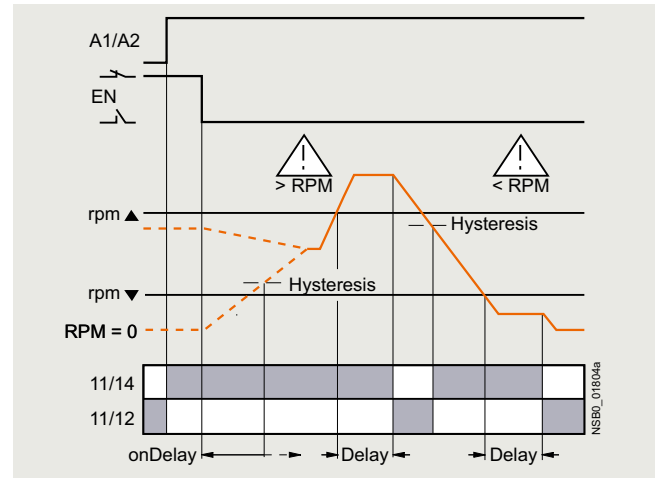 A1/A2
EN
> RPM
< RPM
rpm ▲
Hysteresis
Hysteresis
rpm ▼
RPM = 0
11/14
11/12
onDelay
Delay
Delay
NSB0_01804a